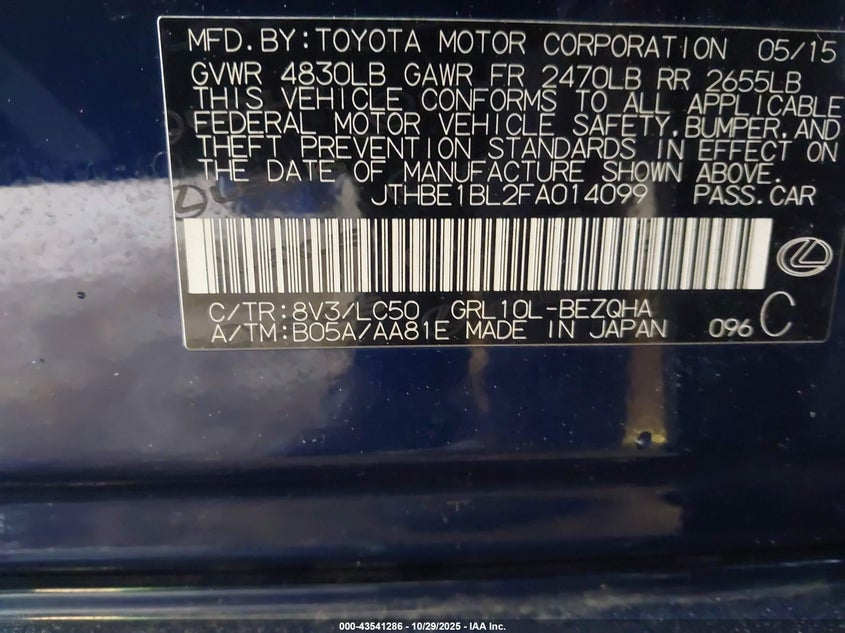 MFD.BY:TOYOTA MOTOR CORPORATION 05/15
GVWR 4830LB GAWR FR 2470LB RR 2655LB
THIS VEHICLE CONFORMS TO ALL APPLICABLE
FEDERAL MOTOR VEHICLE SAFETY,BUMPER,AND
THEFT PREVENTION STANDARDS IN EFFECT ON
THE DATE OF MANUFACTURE SHOWN ABOVE.
JTHBE1BL2FA014099 PASS.CAR
C/TR:8V3/LC50 GRL10L-BEZQHA
A/TM:B05A/AA81E MADE IN JAPAN 096 C
000-43541286 - 10/29/2025 - IAA Inc.